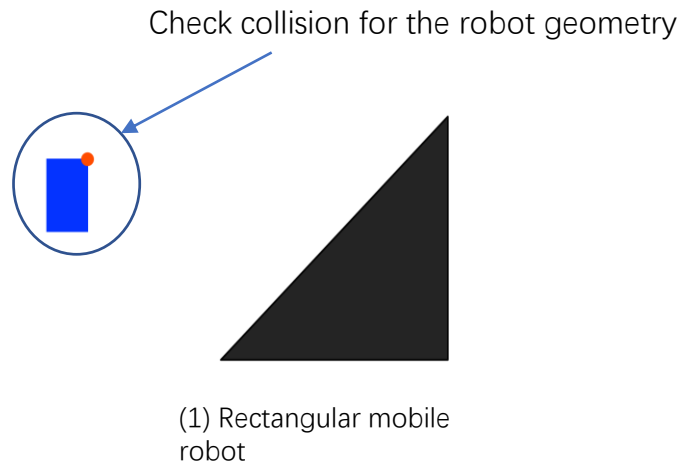 Check collision for the robot geometry
(1) Rectangular mobile
robot